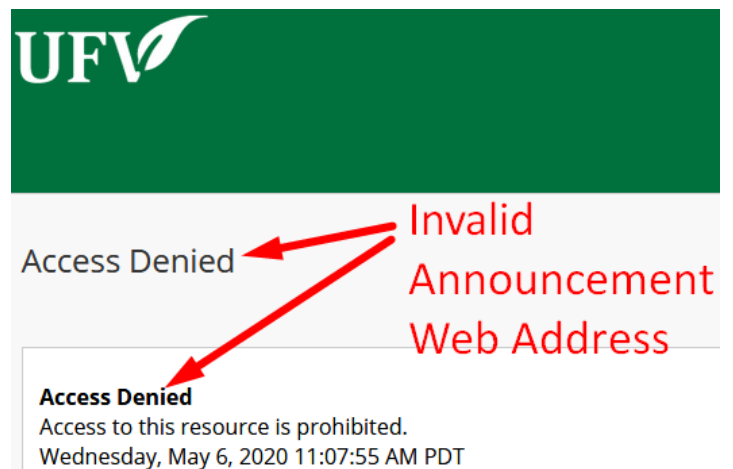 UFV
Invalid
Access Denied
Announcement
Web Address
Access Denied
Access to this resource is prohibited.
Wednesday, May 6, 2020 11:07:55 AM PDT